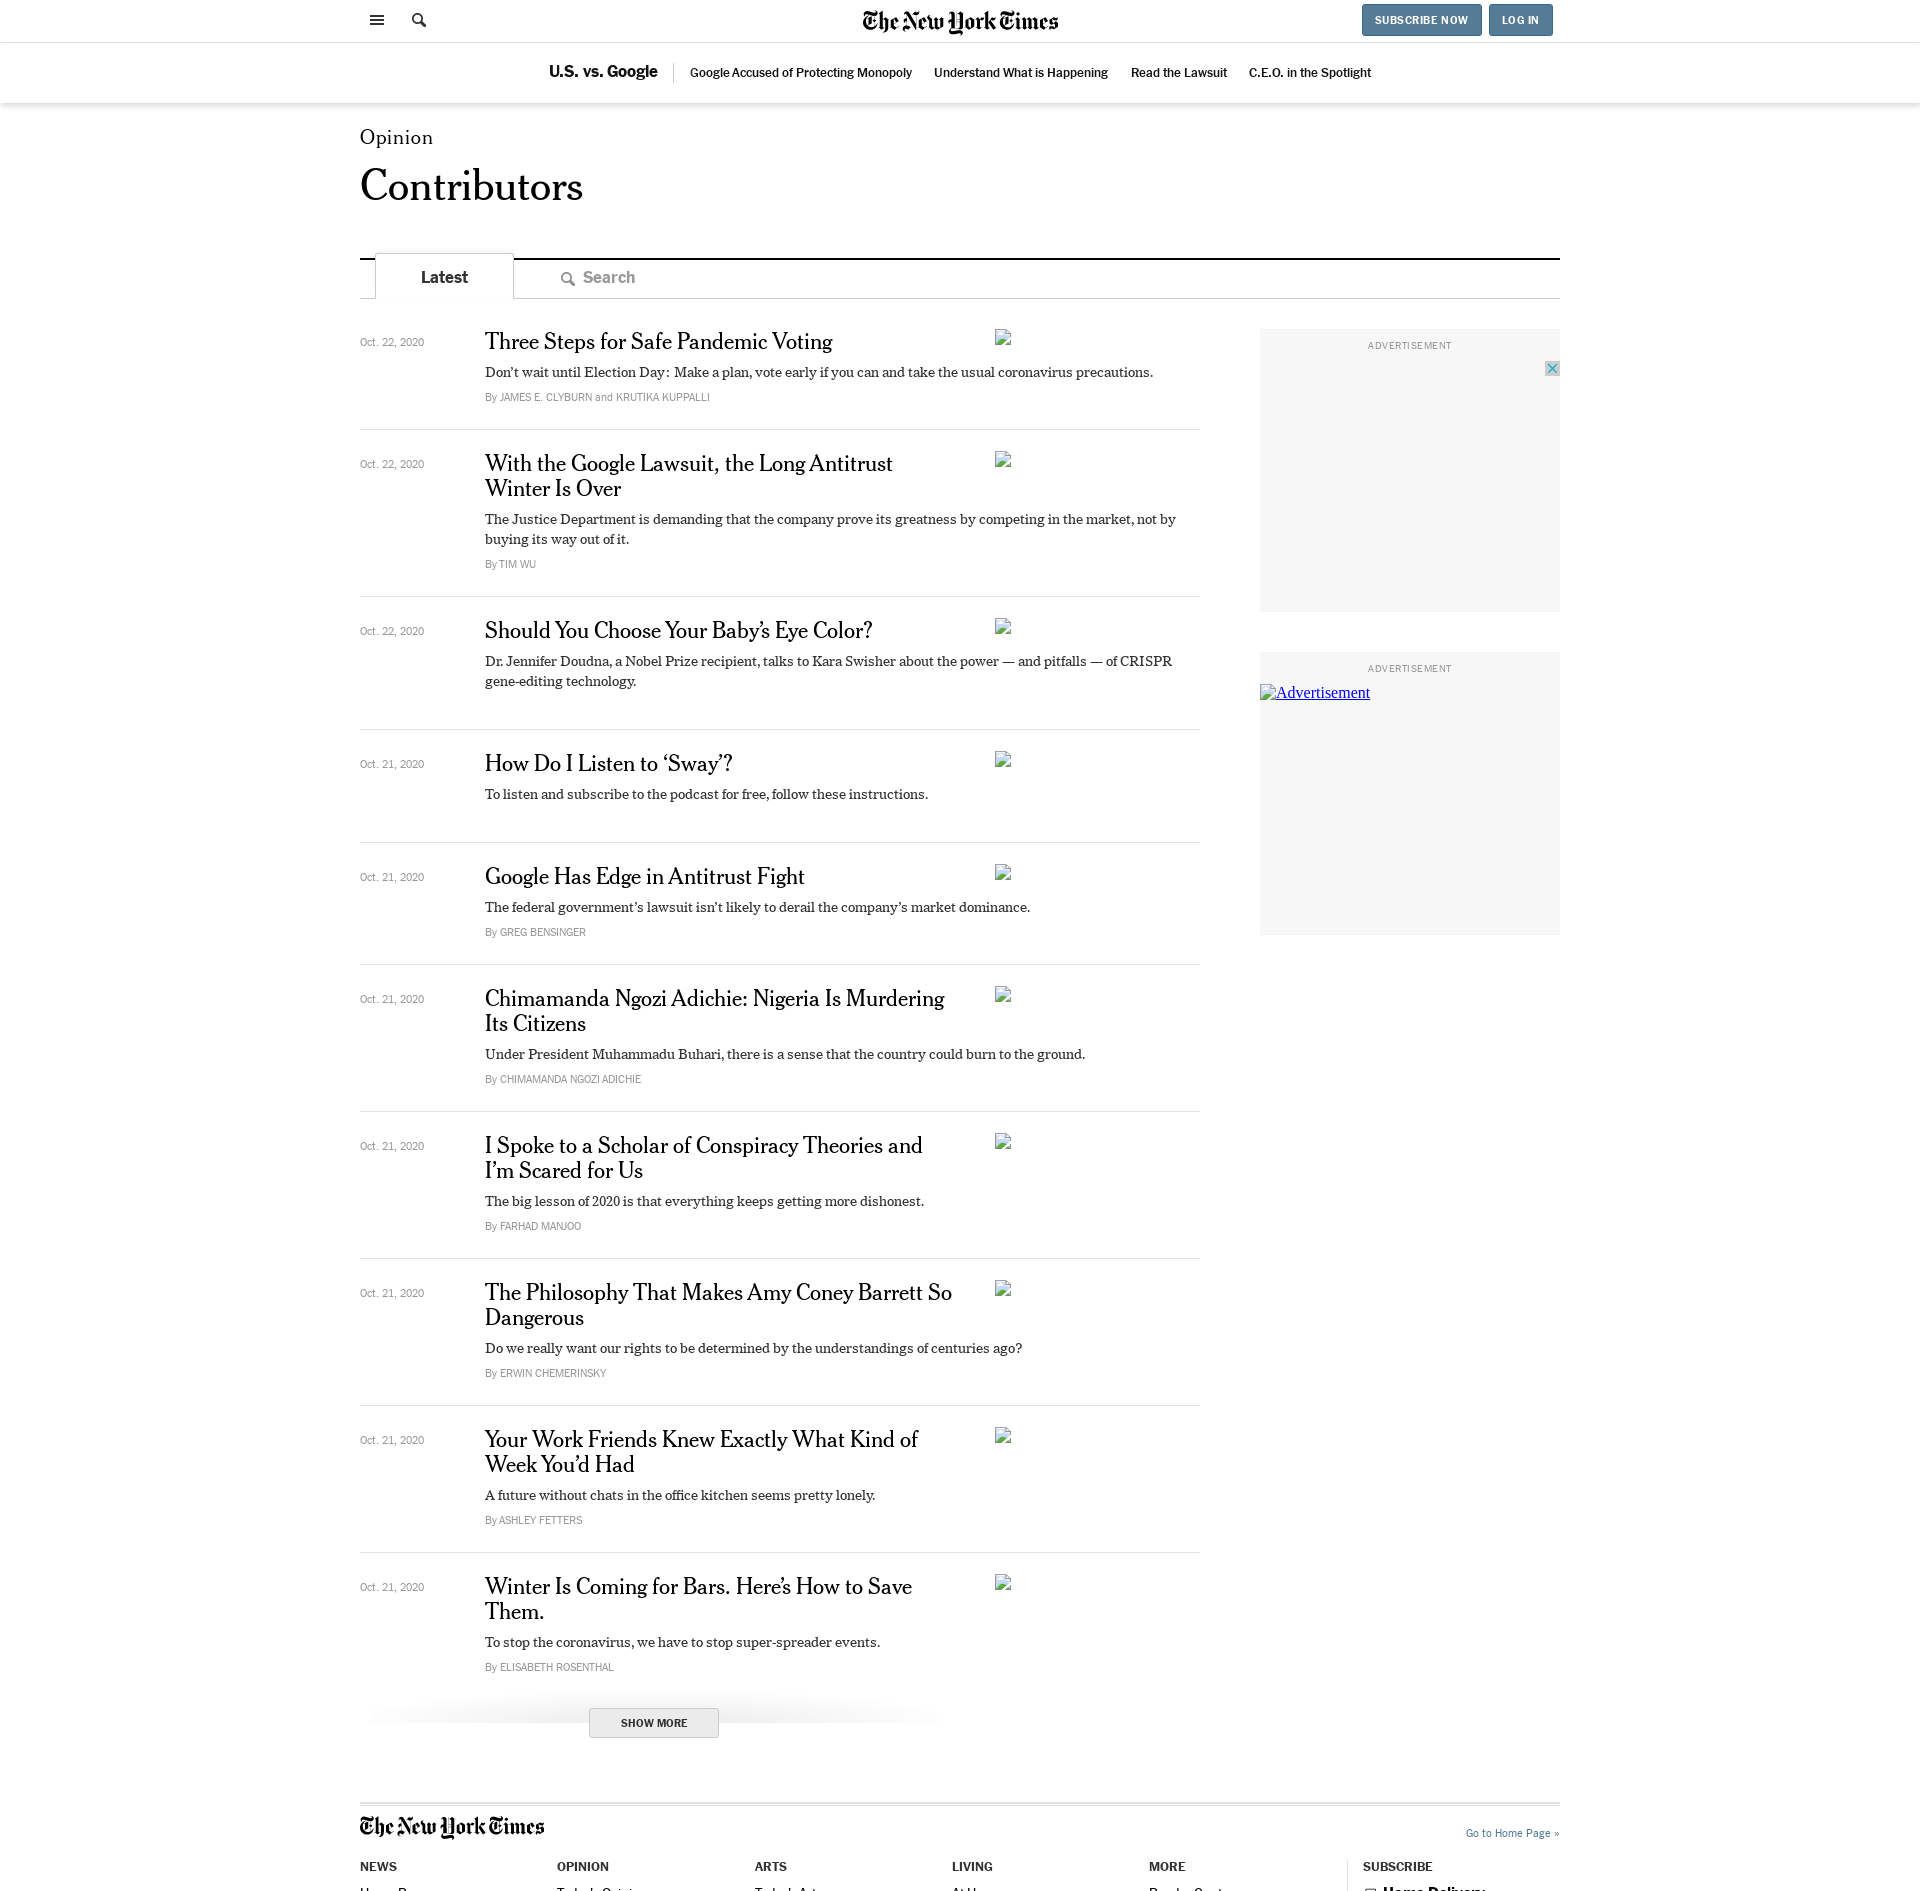 The New York Times
SUBSCRIBE NOW
LOG IN
U.S. vs. Google
Google Accused of Protecting Monopoly
Understand What is Happening
Read the Lawsuit
C.E.O. in the Spotlight
Opinion
Contributors
Latest
Search
Oct. 22, 2020
Three Steps for Safe Pandemic Voting
Don’t wait until Election Day: Make a plan, vote early if you can and take the usual coronavirus precautions.
By JAMES E. CLYBURN and KRUTIKA KUPPALLI
Oct. 22, 2020
With the Google Lawsuit, the Long Antitrust
Winter Is Over
The Justice Department is demanding that the company prove its greatness by competing in the market, not by
buying its way out of it.
By TIM WU
Oct. 22, 2020
Should You Choose Your Baby’s Eye Color?
Dr. Jennifer Doudna, a Nobel Prize recipient, talks to Kara Swisher about the power — and pitfalls — of CRISPR
gene-editing technology.
Oct. 21, 2020
How Do I Listen to ‘Sway’?
To listen and subscribe to the podcast for free, follow these instructions.
Oct. 21, 2020
Google Has Edge in Antitrust Fight
The federal government’s lawsuit isn’t likely to derail the company’s market dominance.
By GREG BENSINGER
Oct. 21, 2020
Chimamanda Ngozi Adichie: Nigeria Is Murdering
Its Citizens
Under President Muhammadu Buhari, there is a sense that the country could burn to the ground.
By CHIMAMANDA NGOZI ADICHIE
Oct. 21, 2020
I Spoke to a Scholar of Conspiracy Theories and
I’m Scared for Us
The big lesson of 2020 is that everything keeps getting more dishonest.
By FARHAD MANJOO
Oct. 21, 2020
The Philosophy That Makes Amy Coney Barrett So
Dangerous
Do we really want our rights to be determined by the understandings of centuries ago?
By ERWIN CHEMERINSKY
Oct. 21, 2020
Your Work Friends Knew Exactly What Kind of
Week You’d Had
A future without chats in the office kitchen seems pretty lonely.
By ASHLEY FETTERS
Oct. 21, 2020
Winter Is Coming for Bars. Here’s How to Save
Them.
To stop the coronavirus, we have to stop super-spreader events.
By ELISABETH ROSENTHAL
SHOW MORE
ADVERTISEMENT
ADVERTISEMENT
Advertisement
The New York Times
Go to Home Page »
NEWS
OPINION
ARTS
LIVING
MORE
SUBSCRIBE
Home Delivery